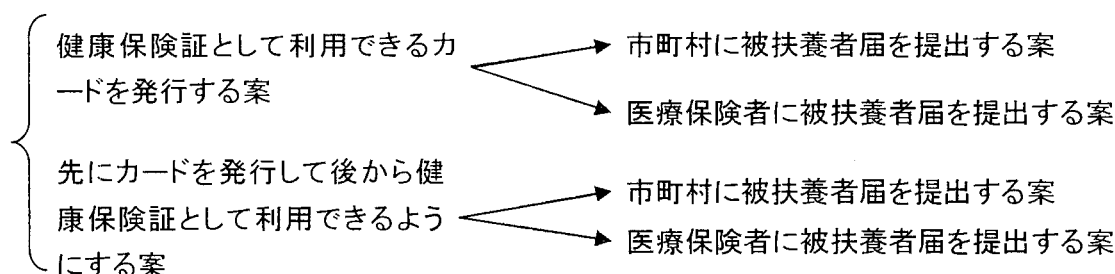 健康保険証として利用できるカ
ードを発行する案
市町村に被扶養者届を提出する案
医療保険者に被扶養者届を提出する案
先にカードを発行して後から健
康保険証として利用できるよう
にする案
市町村に被扶養者届を提出する案
医療保険者に被扶養者届を提出する案